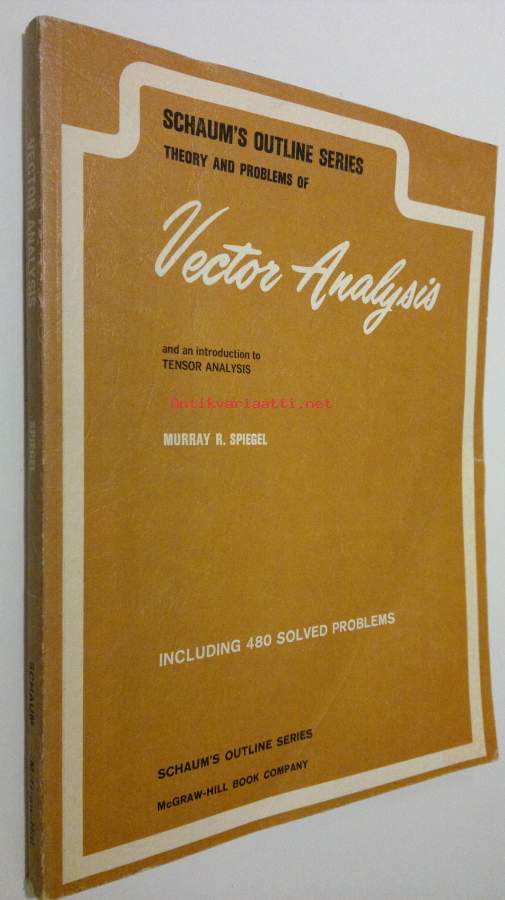 SCHAUM'S OUTLINE SERIES
THEORY AND PROBLEMS OF
Vector Analysis
and an introduction to
TENSOR ANALYSIS
Antikvariaatti.net
MURRAY R. SPIEGEL
INCLUDING 480 SOLVED PROBLEMS
SCHAUM'S OUTLINE SERIES
McGRAW-HILL BOOK COMPANY
VECTOR ANALYSIS
SPIEGEL
SCHAUM